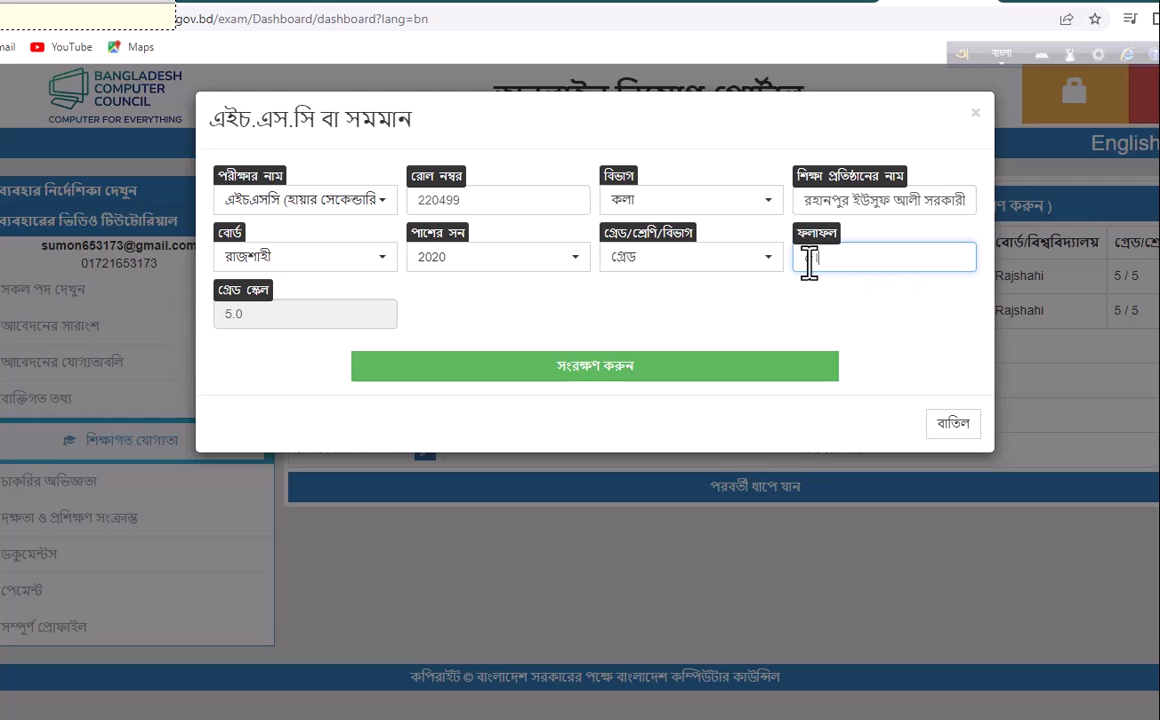 gov.bd/exam/Dashboard/dashboard?lang=bn
mail YouTube Maps
বাংলা
BANGLADESH
COMPUTER
COUNCIL
COMPUTER FOR EVERYTHING
English
এইচ.এস.সি বা সমমান
×
পরীক্ষার নাম রোল নম্বর বিভাগ শিক্ষা প্রতিষ্ঠানের নাম
এইচএসসি (হায়ার সেকেন্ডারি 220499 কলা রহানপুর ইউসুফ আলী সরকারী
বোর্ড পাশের সন গ্রেড/শ্রেণি/বিভাগ ফলাফল
রাজশাহী 2020 গ্রেড
গ্রেড স্কেল
5.0
সংরক্ষণ করুন
বাতিল
ব্যবহার নির্দেশিকা দেখুন
ব্যবহারের ভিডিও টিউটোরিয়াল
sumon653173@gmail.com
01721653173
সকল পদ দেখুন
আবেদনের সারাংশ
আবেদনের যোগ্যতাবলি
ব্যক্তিগত তথ্য
শিক্ষাগত যোগ্যতা
চাকরির অভিজ্ঞতা
দক্ষতা ও প্রশিক্ষণ সংক্রান্ত
ডকুমেন্টস
পেমেন্ট
সম্পূর্ণ প্রোফাইল
করুন )
বোর্ড/বিশ্ববিদ্যালয় গ্রেড/শ্রে
Rajshahi 5 / 5
Rajshahi 5 / 5
পরবর্তী ধাপে যান
কপিরাইট © বাংলাদেশ সরকারের পক্ষে বাংলাদেশ কম্পিউটার কাউন্সিল